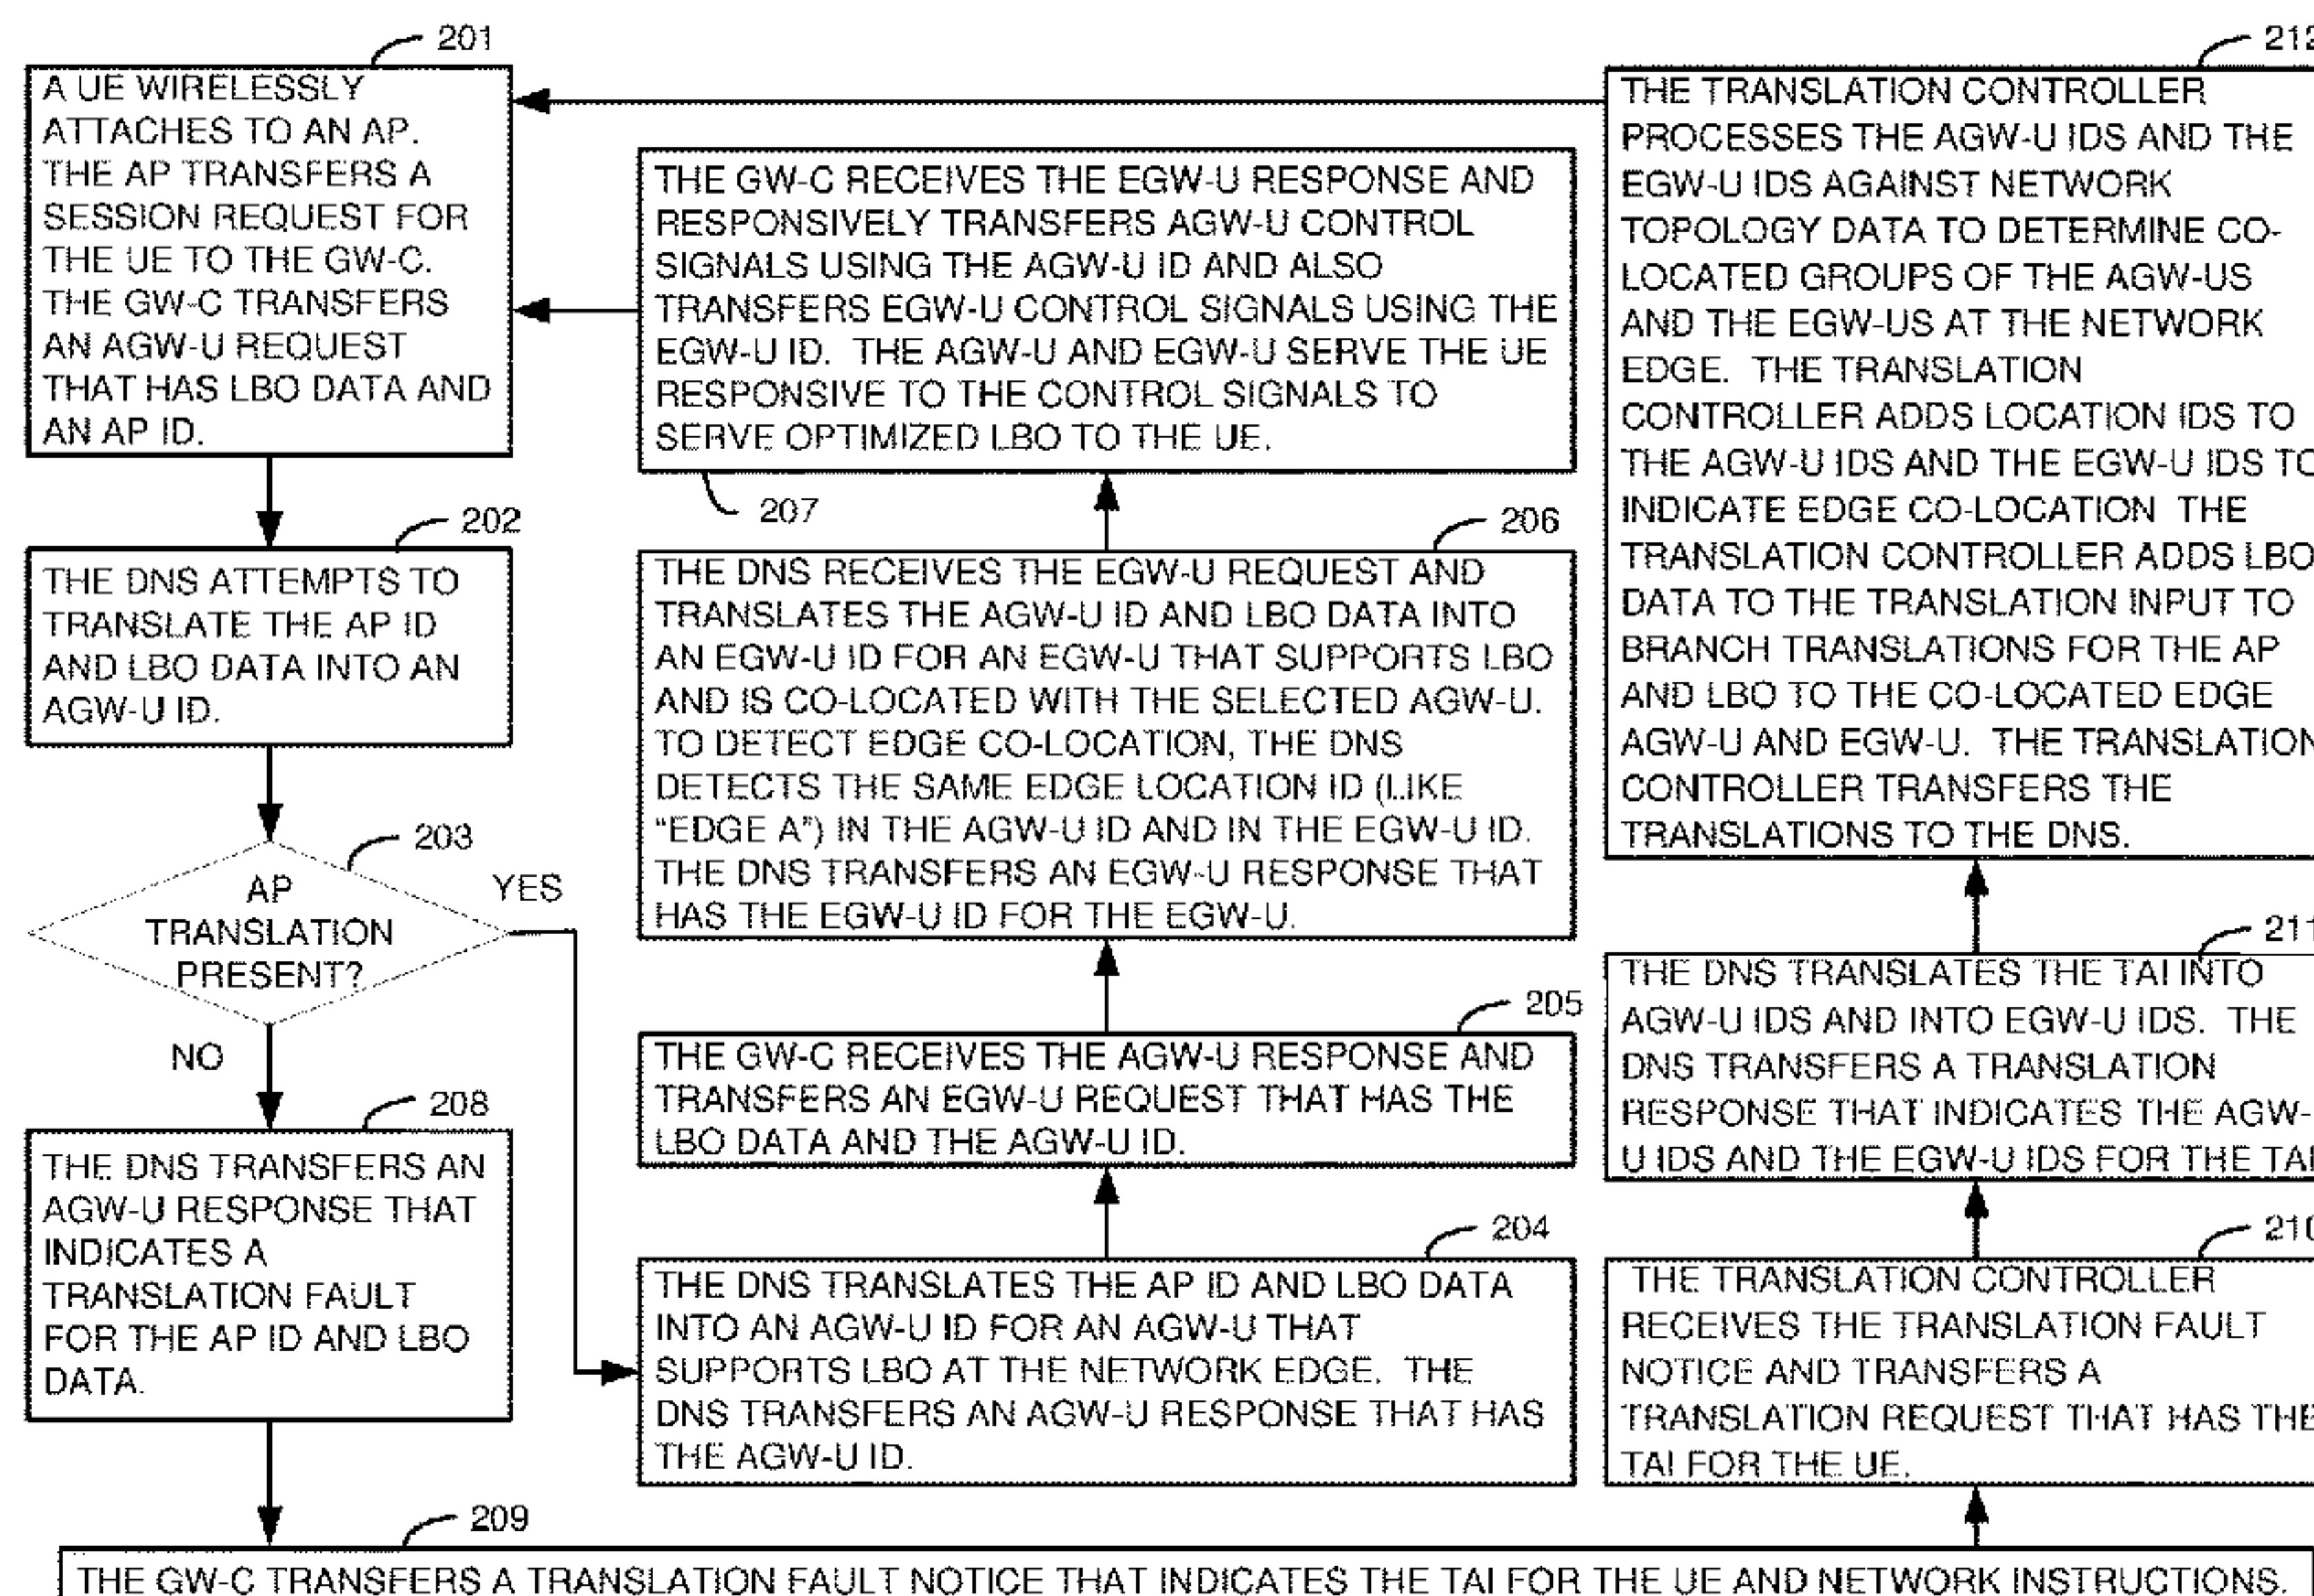 201
A UE WIRELESSLY
ATTACHES TO AN AP.
THE AP TRANSFERS A
SESSION REQUEST FOR
THE UE TO THE GW-C.
THE GW-C TRANSFERS
AN AGW-U REQUEST
THAT HAS LBO DATA AND
AN AP ID.
202
THE DNS ATTEMPTS TO
TRANSLATE THE AP ID
AND LBO DATA INTO AN
AGW-U ID.
203
AP
TRANSLATION
PRESENT?
YES
NO
208
THE DNS TRANSFERS AN
AGW-U RESPONSE THAT
INDICATES A
TRANSLATION FAULT
FOR THE AP ID AND LBO
DATA.
209
THE GW-C TRANSFERS A TRANSLATION FAULT NOTICE THAT INDICATES THE TAI FOR THE UE AND NETWORK INSTRUCTIONS.
THE GW-C RECEIVES THE EGW-U RESPONSE AND
RESPONSIVELY TRANSFERS AGW-U CONTROL
SIGNALS USING THE AGW-U ID AND ALSO
TRANSFERS EGW-U CONTROL SIGNALS USING THE
EGW-U ID. THE AGW-U AND EGW-U SERVE THE UE
RESPONSIVE TO THE CONTROL SIGNALS TO
SERVE OPTIMIZED LBO TO THE UE.
207
206
THE DNS RECEIVES THE EGW-U REQUEST AND
TRANSLATES THE AGW-U ID AND LBO DATA INTO
AN EGW-U ID FOR AN EGW-U THAT SUPPORTS LBO
AND IS CO-LOCATED WITH THE SELECTED AGW-U.
TO DETECT EDGE CO-LOCATION, THE DNS
DETECTS THE SAME EDGE LOCATION ID (LIKE
“EDGE A”) IN THE AGW-U ID AND IN THE EGW-U ID.
THE DNS TRANSFERS AN EGW-U RESPONSE THAT
HAS THE EGW-U ID FOR THE EGW-U.
205
THE GW-C RECEIVES THE AGW-U RESPONSE AND
TRANSFERS AN EGW-U REQUEST THAT HAS THE
LBO DATA AND THE AGW-U ID.
204
THE DNS TRANSLATES THE AP ID AND LBO DATA
INTO AN AGW-U ID FOR AN AGW-U THAT
SUPPORTS LBO AT THE NETWORK EDGE. THE
DNS TRANSFERS AN AGW-U RESPONSE THAT HAS
THE AGW-U ID.
212
THE TRANSLATION CONTROLLER
PROCESSES THE AGW-U IDS AND THE
EGW-U IDS AGAINST NETWORK
TOPOLOGY DATA TO DETERMINE CO-
LOCATED GROUPS OF THE AGW-US
AND THE EGW-US AT THE NETWORK
EDGE. THE TRANSLATION
CONTROLLER ADDS LOCATION IDS TO
THE AGW-U IDS AND THE EGW-U IDS TO
INDICATE EDGE CO-LOCATION THE
TRANSLATION CONTROLLER ADDS LBO
DATA TO THE TRANSLATION INPUT TO
BRANCH TRANSLATIONS FOR THE AP
AND LBO TO THE CO-LOCATED EDGE
AGW-U AND EGW-U. THE TRANSLATION
CONTROLLER TRANSFERS THE
TRANSLATIONS TO THE DNS.
211
THE DNS TRANSLATES THE TAI INTO
AGW-U IDS AND INTO EGW-U IDS. THE
DNS TRANSFERS A TRANSLATION
RESPONSE THAT INDICATES THE AGW-
U IDS AND THE EGW-U IDS FOR THE TAI
210
THE TRANSLATION CONTROLLER
RECEIVES THE TRANSLATION FAULT
NOTICE AND TRANSFERS A
TRANSLATION REQUEST THAT HAS THE
TAI FOR THE UE.